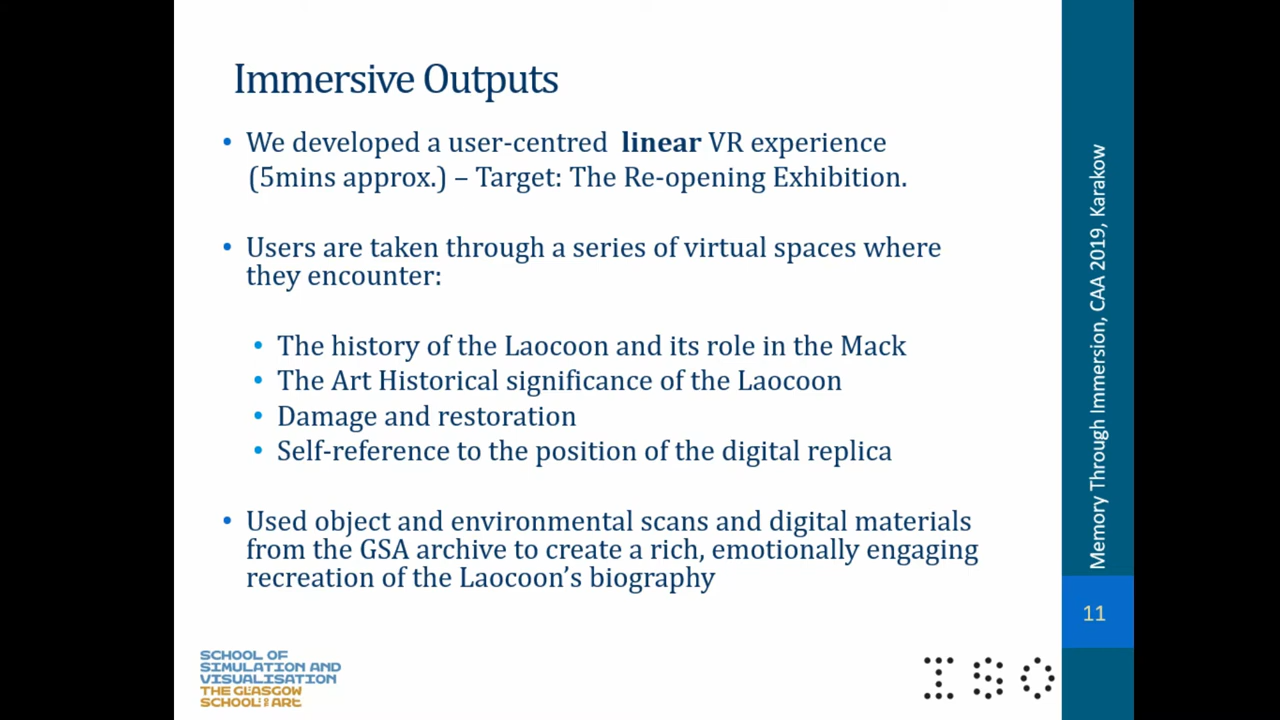 Immersive Outputs
• We developed a user-centred linear VR experience
(5mins approx.) – Target: The Re-opening Exhibition.
• Users are taken through a series of virtual spaces where
they encounter:
• The history of the Laocoon and its role in the Mack
• The Art Historical significance of the Laocoon
• Damage and restoration
• Self-reference to the position of the digital replica
• Used object and environmental scans and digital materials
from the GSA archive to create a rich, emotionally engaging
recreation of the Laocoon’s biography
Memory Through Immersion, CAA 2019, Karakow
11
SCHOOL OF
SIMULATION AND
VISUALISATION
THE GLASGOW
SCHOOL OF ART
ISO